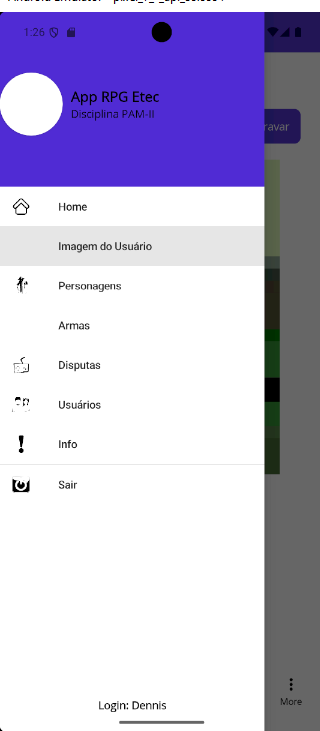 1:26
App RPG Etec
Disciplina PAM-II
ravar
Home
Imagem do Usuário
Personagens
Armas
Disputas
Usuários
Info
Sair
More
Login: Dennis